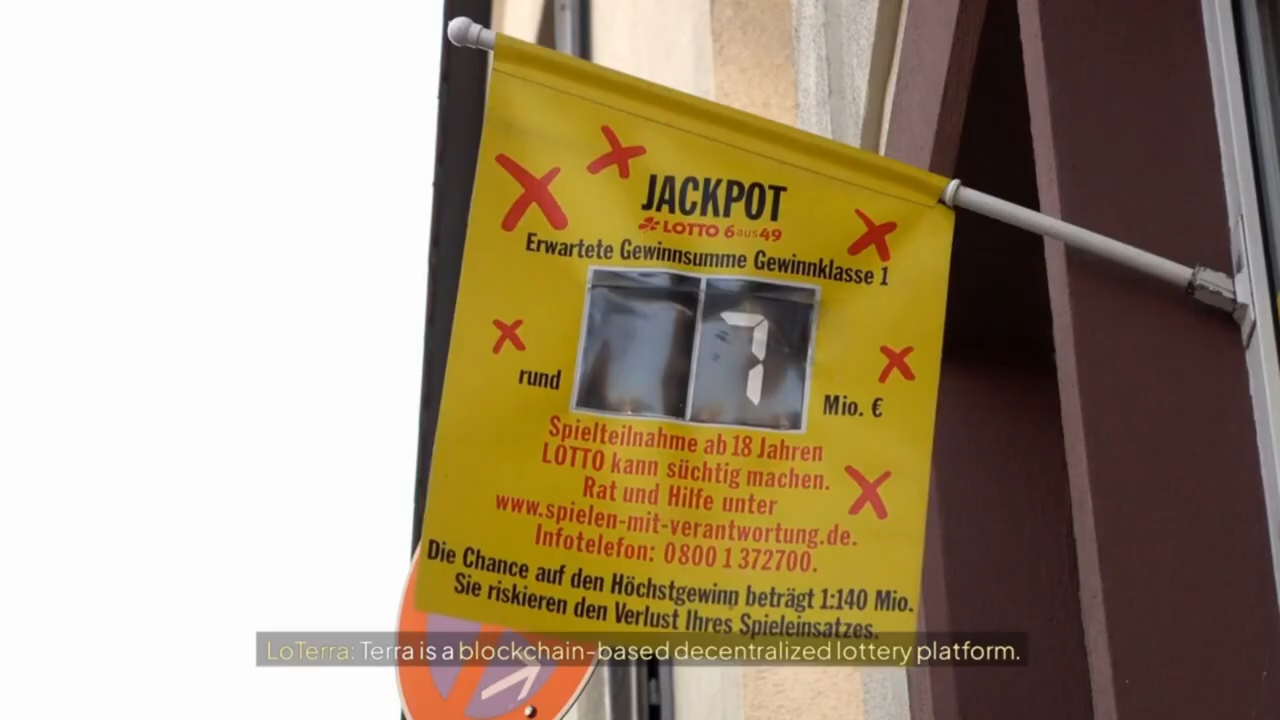 JACKPOT
LOTTO 6aus49
Erwartete Gewinnsumme Gewinnklasse 1
7
rund
Mio. €
Spielteilnahme ab 18 Jahren
LOTTO kann süchtig machen.
Rat und Hilfe unter
www.spielen-mit-verantwortung.de.
Infotelefon: 0800 1 372700.
Die Chance auf den Höchstgewinn beträgt 1:140 Mio.
Sie riskieren den Verlust Ihres Spieleinsatzes.
LoTerra: Terra is a blockchain-based decentralized lottery platform.